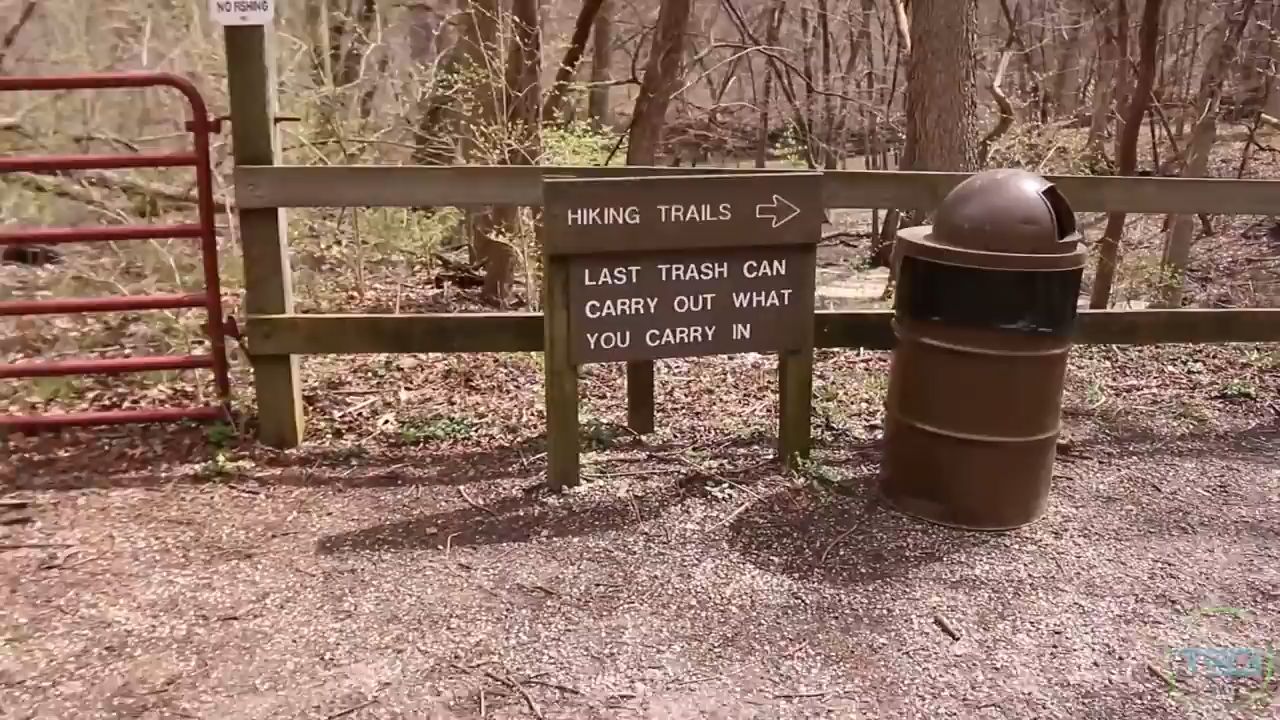 NO FISHING
HIKING TRAILS
LAST TRASH CAN
CARRY OUT WHAT
YOU CARRY IN